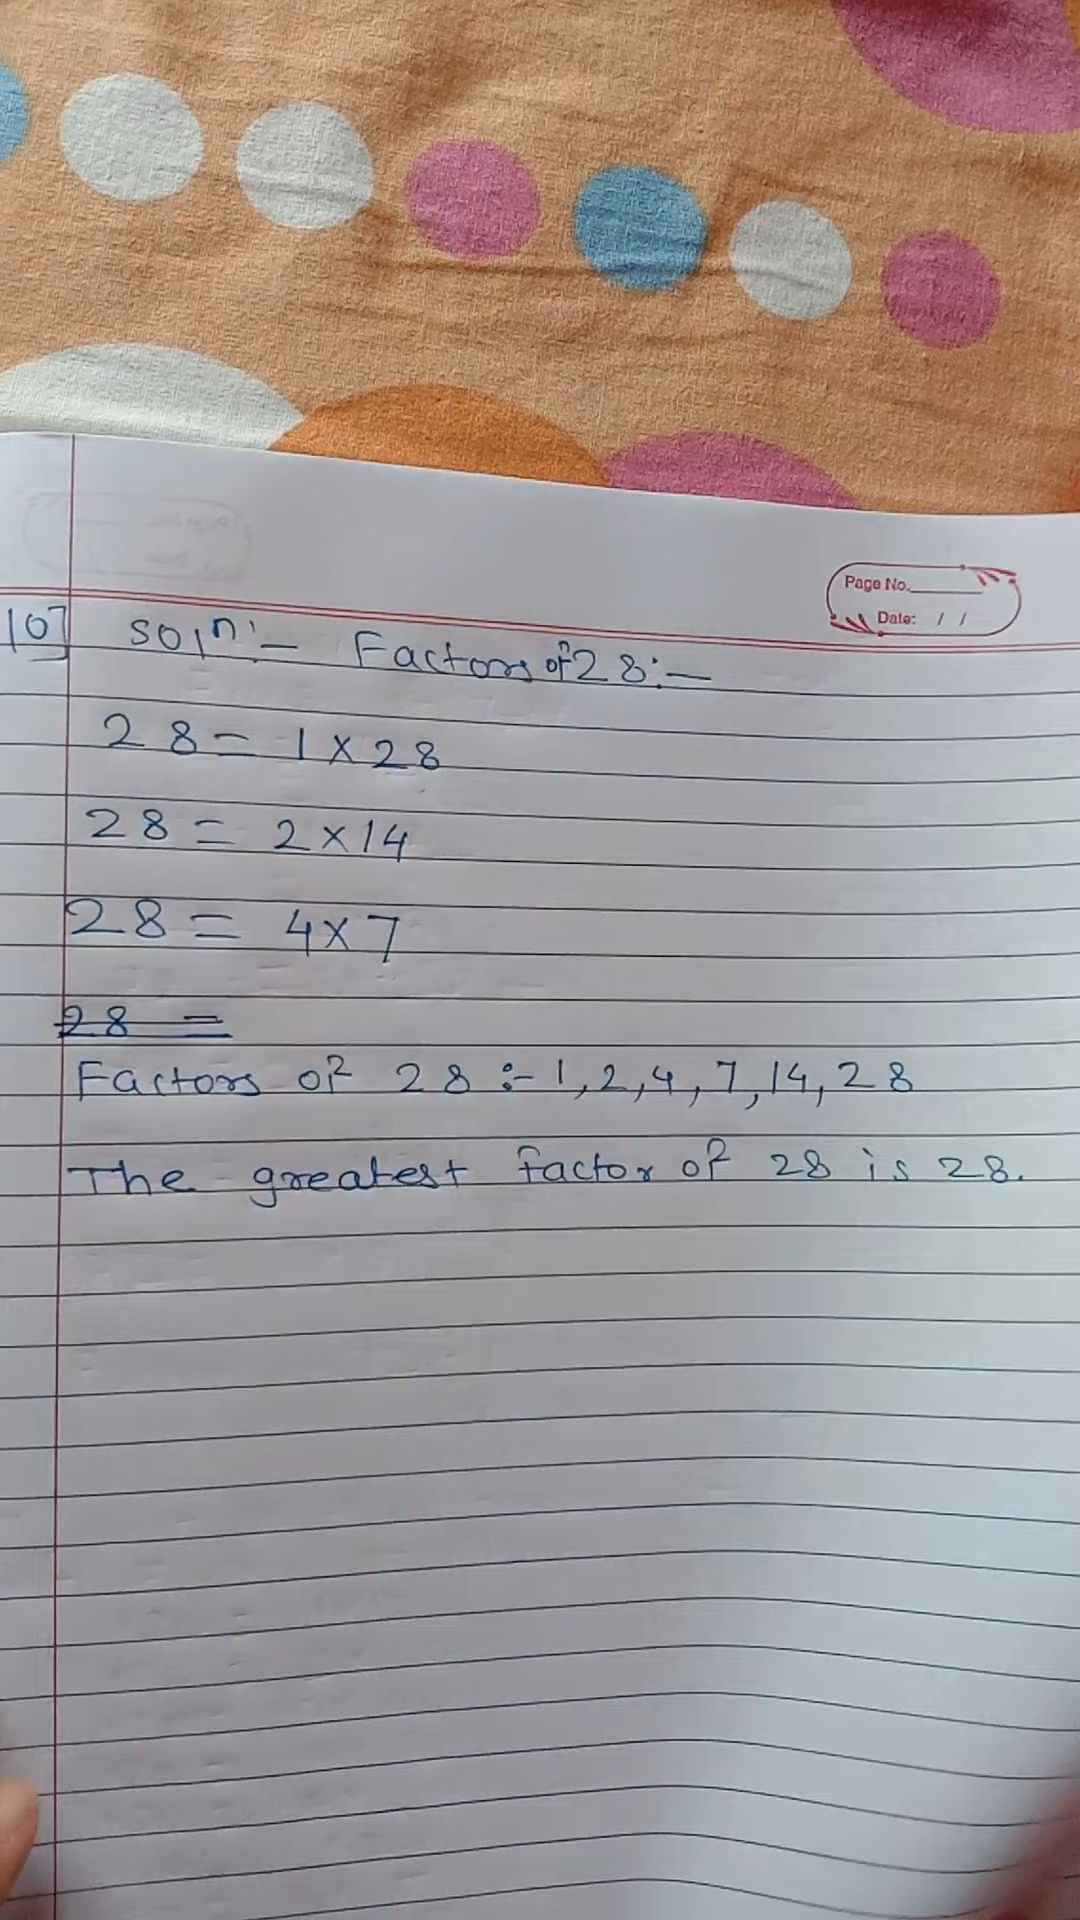 Page No.
Date: / /
10] Soln:- Factors of 28:-
28 = 1 × 28
28 = 2 × 14
28 = 4 × 7
28 =
Factors of 28 :- 1, 2, 4, 7, 14, 28
The greatest factor of 28 is 28.